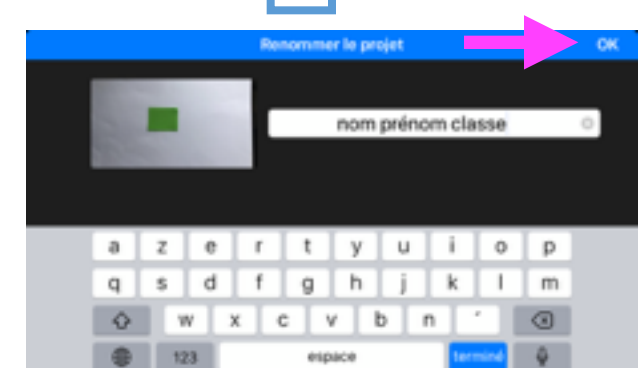 Renommer le projet OK
nom prénom classe
a z e r t y u i o p
q s d f g h j k l m
w x c v b n ´
123 espace terminé